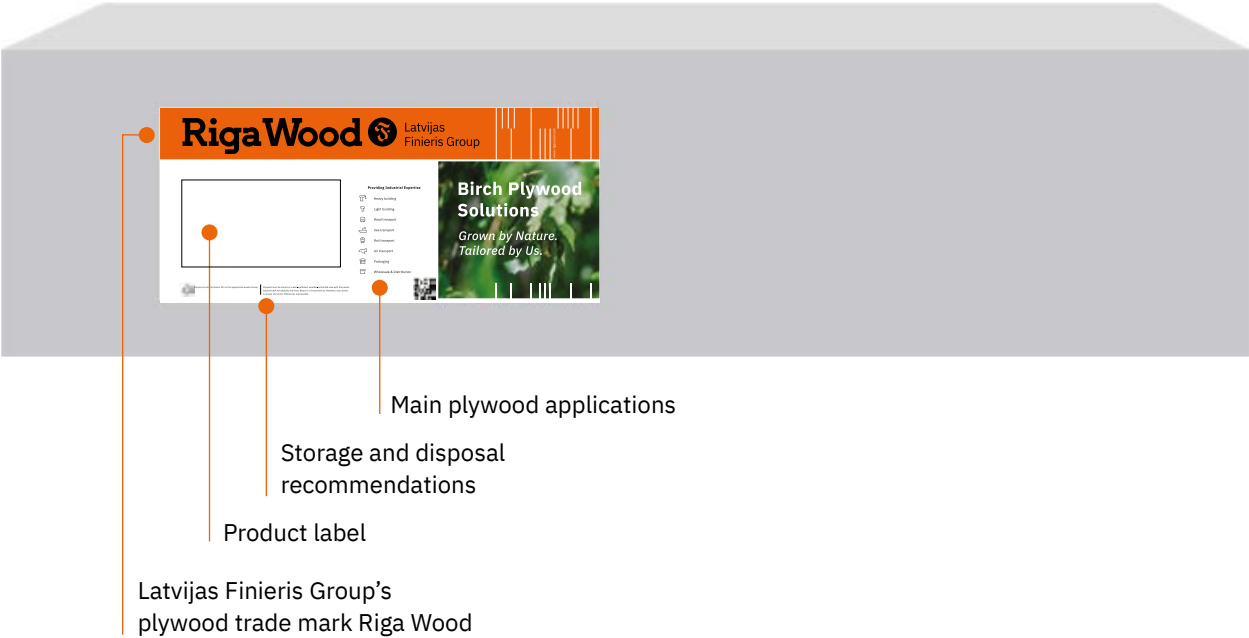 Riga Wood
Latvijas
Finieris Group
Providing Industrial Expertise
Heavy building
Light building
Road transport
Sea transport
Rail transport
Air transport
Packaging
Wholesale & Distribution
Birch Plywood
Solutions
Grown by Nature.
Tailored by Us.
Main plywood applications
Storage and disposal
recommendations
Product label
Latvijas Finieris Group’s
plywood trade mark Riga Wood